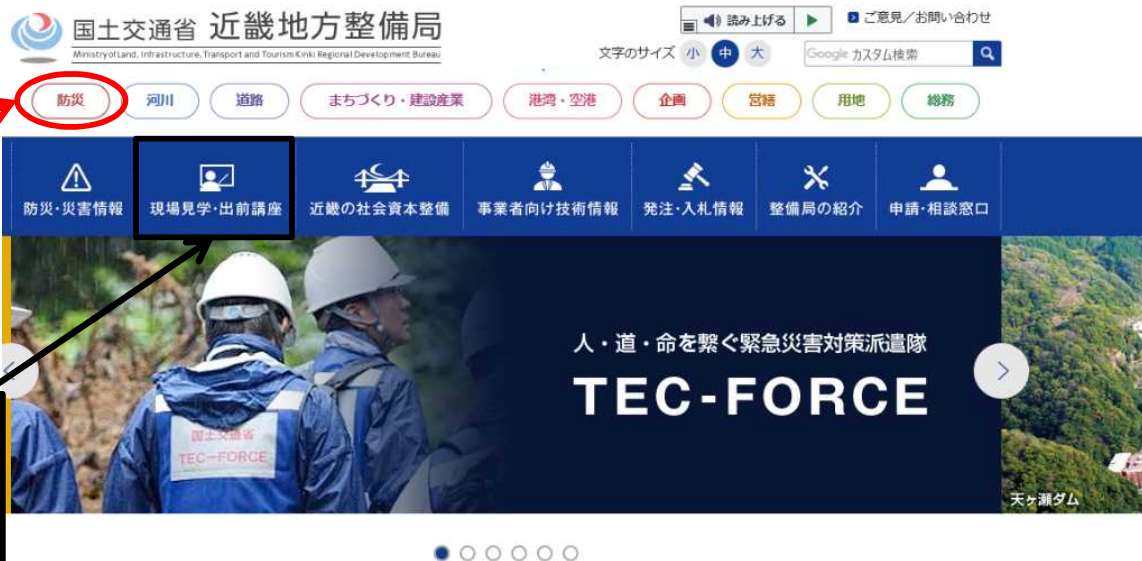 国土交通省 近畿地方整備局
Ministry of Land, Infrastructure, Transport and Tourism Kinki Regional Development Bureau
読み上げる
ご意見／お問い合わせ
文字のサイズ 小 中 大
Google カスタム検索
防災 河川 道路 まちづくり・建設産業 港湾・空港 企画 営繕 用地 総務
防災・災害情報 現場見学・出前講座 近畿の社会資本整備 事業者向け技術情報 発注・入札情報 整備局の紹介 申請・相談窓口
人・道・命を繋ぐ緊急災害対策派遣隊
TEC-FORCE
国土交通省
TEC-FORCE
天ヶ瀬ダム